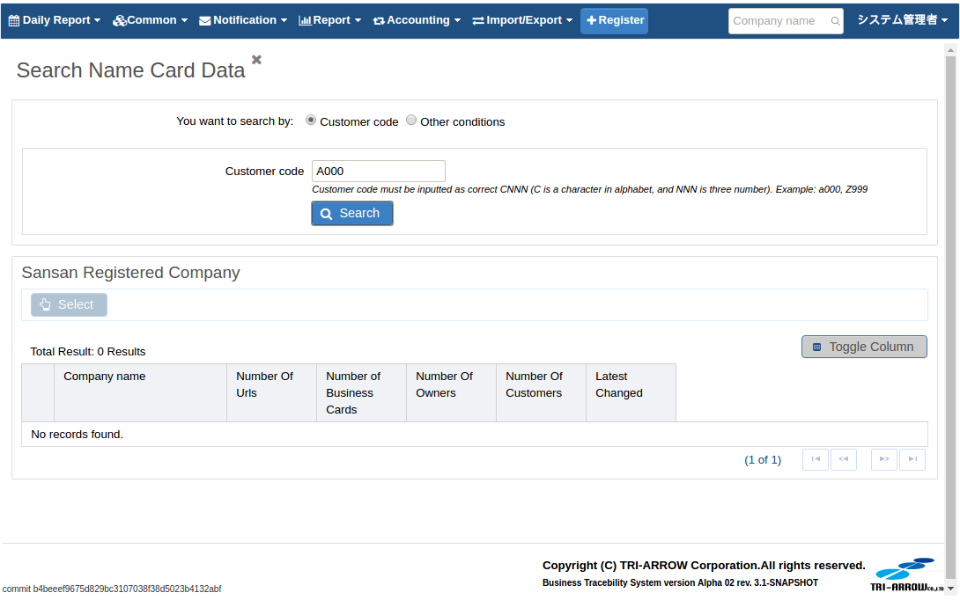 Daily Report Common Notification Report Accounting Import/Export Register Company name システム管理者
Search Name Card Data
You want to search by: Customer code Other conditions
Customer code A000
Customer code must be inputted as correct CNNN (C is a character in alphabet, and NNN is three number). Example: a000, Z999
Search
Sansan Registered Company
Select
Total Result: 0 Results Toggle Column
Company name Number Of Urls Number of Business Cards Number Of Owners Number Of Customers Latest Changed
No records found.
(1 of 1)
Copyright (C) TRI-ARROW Corporation.All rights reserved.
Business Tracebility System version Alpha 02 rev. 3.1-SNAPSHOT
TRI-ARROW
commit b4beeef9675d829bc3107038f38d5023b4132abf